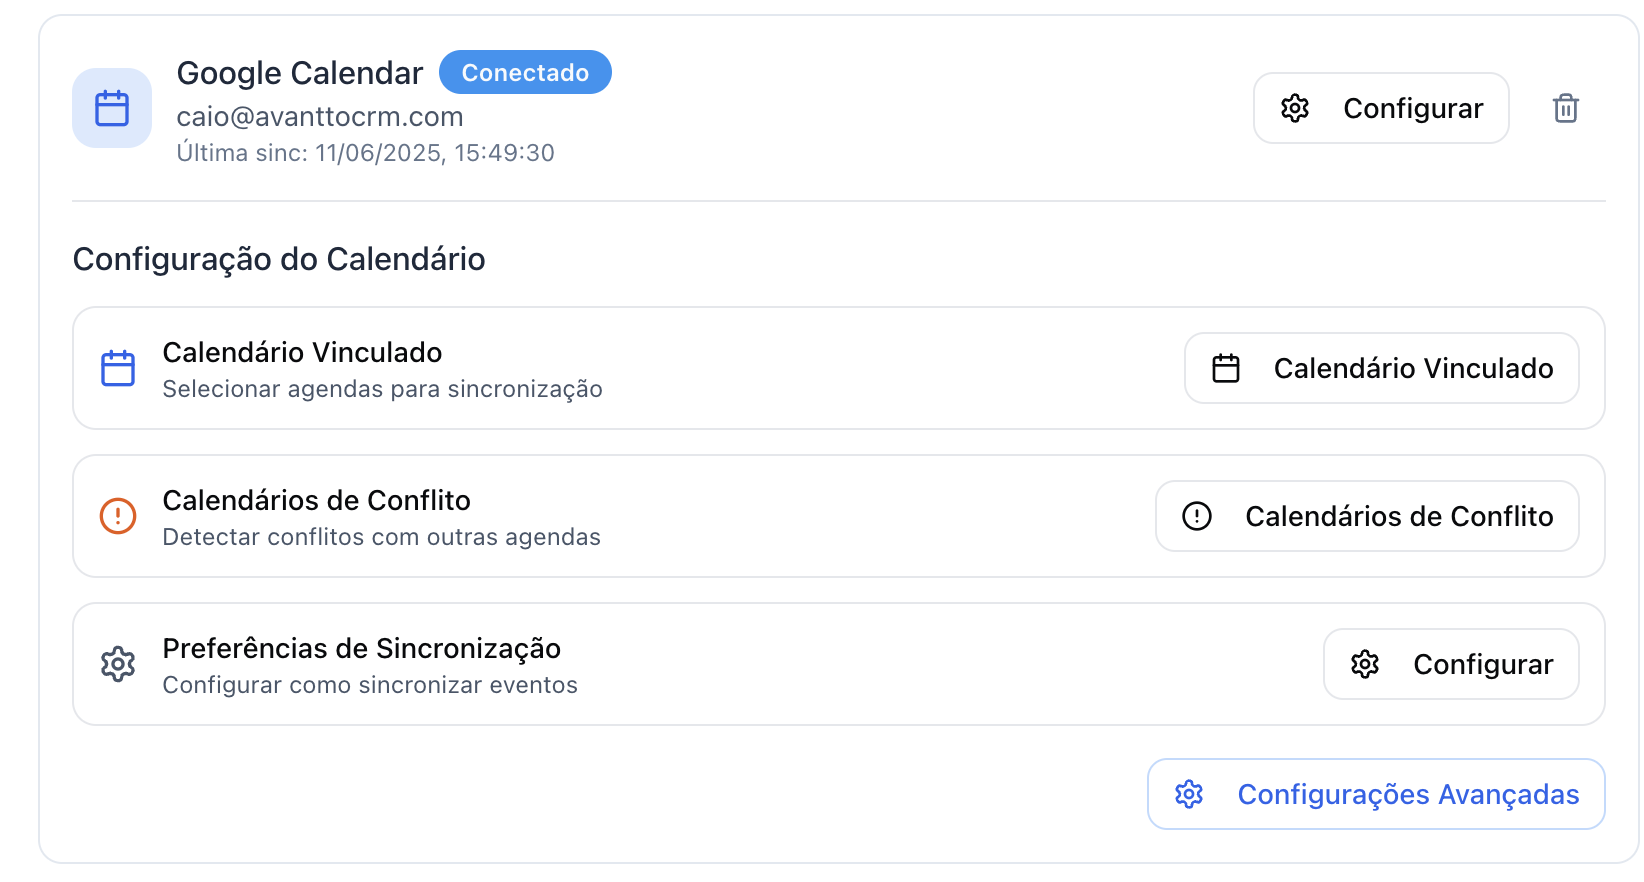 Google Calendar Conectado
caio@avanttocrm.com
Última sinc: 11/06/2025, 15:49:30
Configurar
Configuração do Calendário
Calendário Vinculado
Selecionar agendas para sincronização
Calendário Vinculado
Calendários de Conflito
Detectar conflitos com outras agendas
Calendários de Conflito
Preferências de Sincronização
Configurar como sincronizar eventos
Configurar
Configurações Avançadas